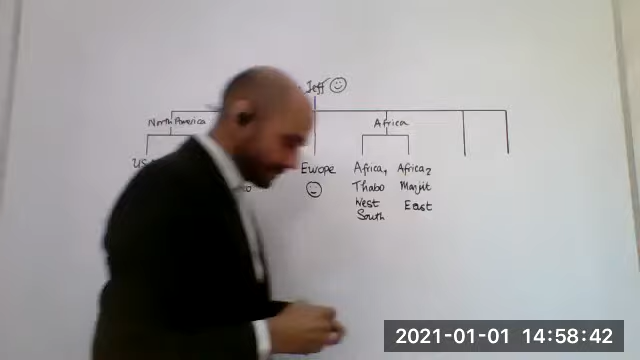 Jeff
North America
Africa
US
Europe
Africa1
Africa2
Thabo
Manjit
West
East
South
2021-01-01 14:58:42